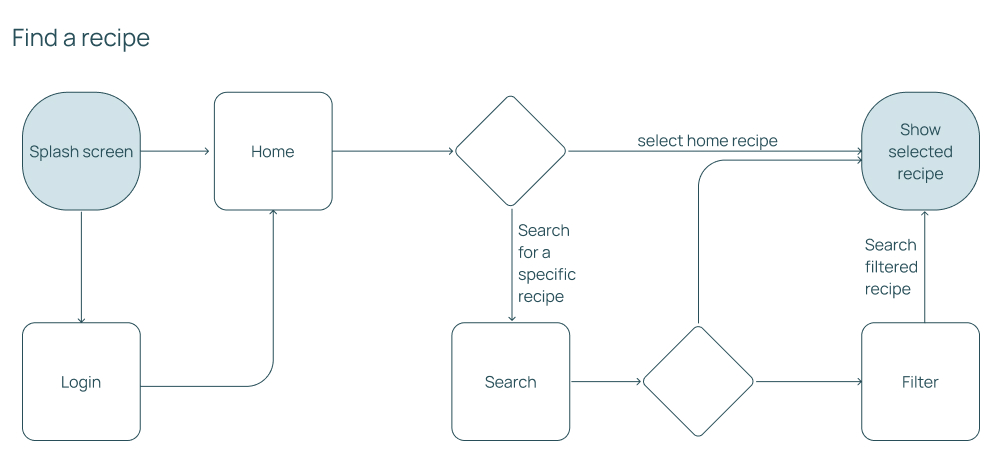 Find a recipe
Splash screen
Home
select home recipe
Show
selected
recipe
Search
for a
specific
recipe
Search
filtered
recipe
Login
Search
Filter